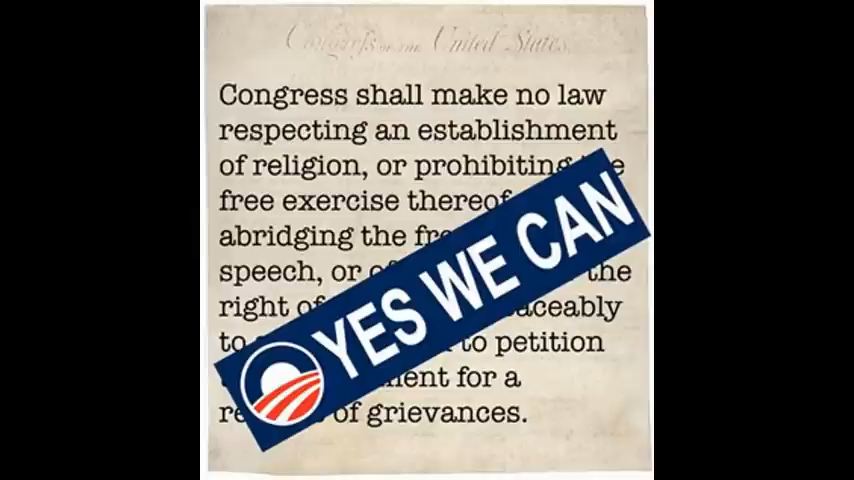 Congress of the United States
Congress shall make no law
respecting an establishment
of religion, or prohibiting e
free exercise thereof
abridging the fr
speech, or of the
right of aceably
to to petition
ment for a
re of grievances.
YES WE CAN